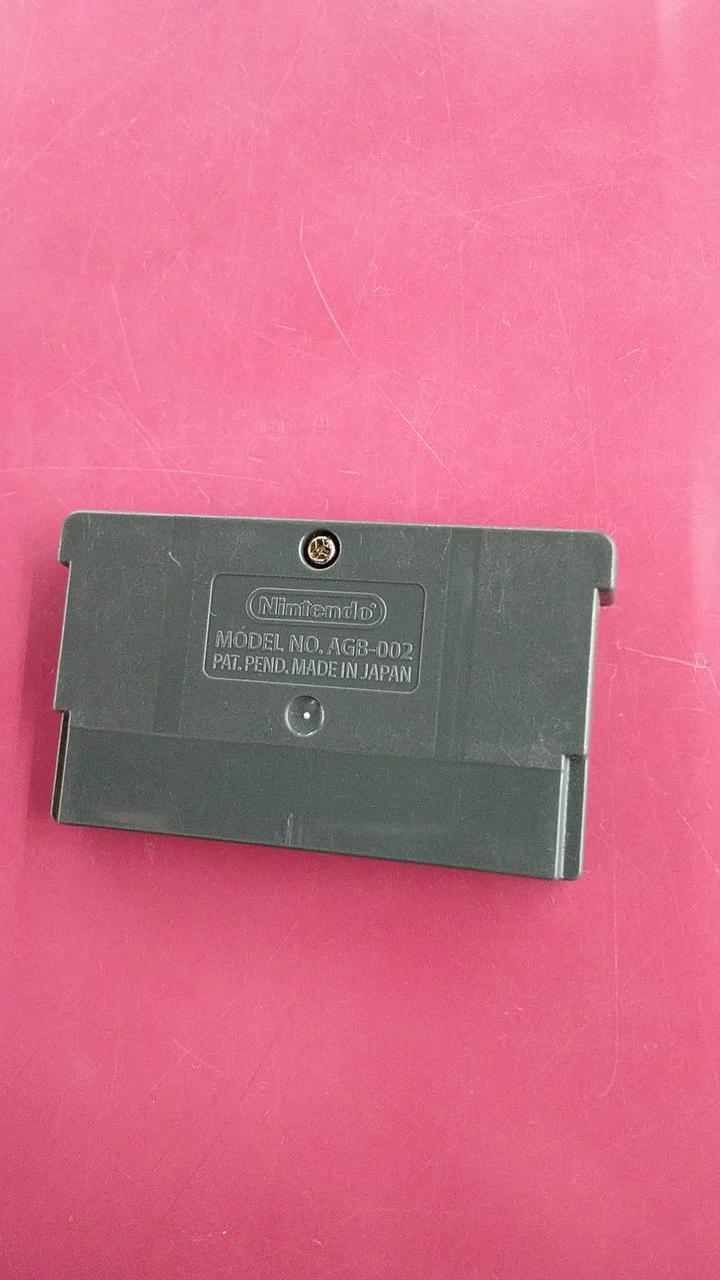 Nintendo®
MODEL NO. AGB-002
PAT. PEND. MADE IN JAPAN